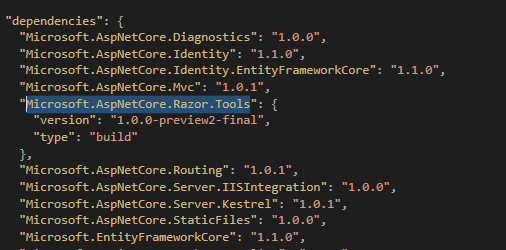 "dependencies": {
"Microsoft.AspNetCore.Diagnostics": "1.0.0",
"Microsoft.AspNetCore.Identity": "1.1.0",
"Microsoft.AspNetCore.Identity.EntityFrameworkCore": "1.1.0",
"Microsoft.AspNetCore.Mvc": "1.0.1",
"Microsoft.AspNetCore.Razor.Tools": {
"version": "1.0.0-preview2-final",
"type": "build"
},
"Microsoft.AspNetCore.Routing": "1.0.1",
"Microsoft.AspNetCore.Server.IISIntegration": "1.0.0",
"Microsoft.AspNetCore.Server.Kestrel": "1.0.1",
"Microsoft.AspNetCore.StaticFiles": "1.0.0",
"Microsoft.EntityFrameworkCore": "1.1.0",